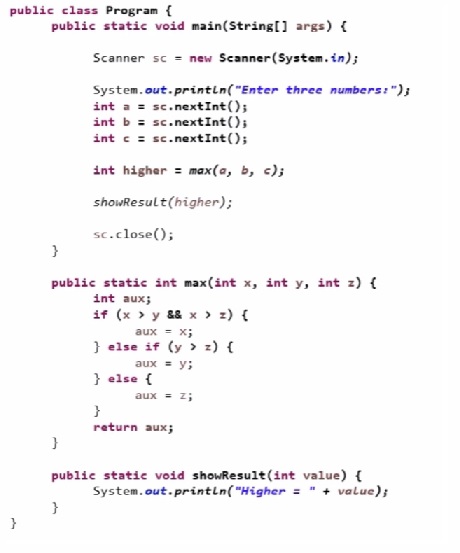 public class Program {
public static void main(String[] args) {
Scanner sc = new Scanner(System.in);
System.out.println("Enter three numbers:");
int a = sc.nextInt();
int b = sc.nextInt();
int c = sc.nextInt();
int higher = max(a, b, c);
showResult(higher);
sc.close();
}
public static int max(int x, int y, int z) {
int aux;
if (x > y && x > z) {
aux = x;
} else if (y > z) {
aux = y;
} else {
aux = z;
}
return aux;
}
public static void showResult(int value) {
System.out.println("Higher = " + value);
}
}